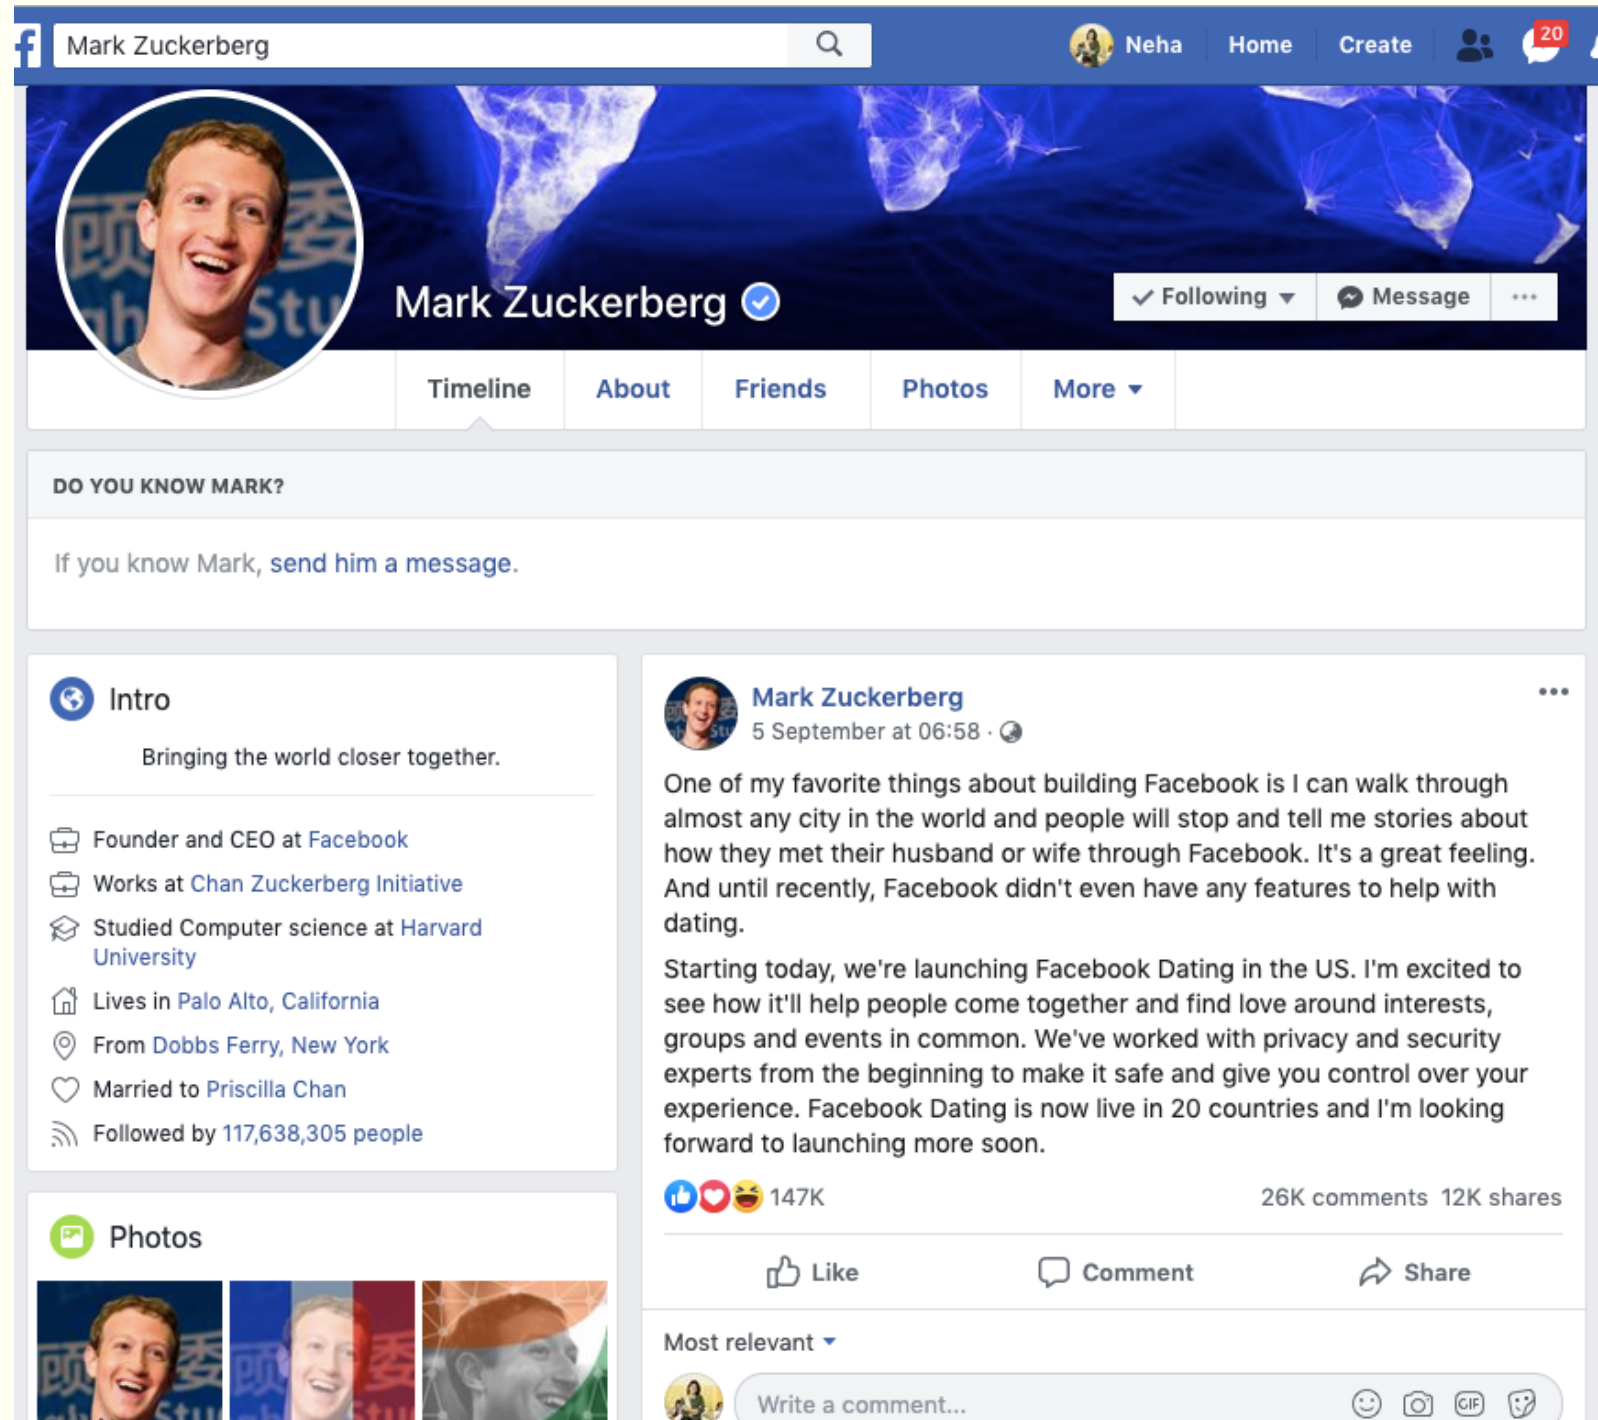 f
Mark Zuckerberg
Neha
Home
Create
20
顾 委
gh Stu
Mark Zuckerberg
Following
Message
Timeline
About
Friends
Photos
More
DO YOU KNOW MARK?
If you know Mark, send him a message.
Intro
Bringing the world closer together.
Founder and CEO at Facebook
Works at Chan Zuckerberg Initiative
Studied Computer science at Harvard
University
Lives in Palo Alto, California
From Dobbs Ferry, New York
Married to Priscilla Chan
Followed by 117,638,305 people
Photos
顾 委
Mark Zuckerberg
5 September at 06:58 ·
One of my favorite things about building Facebook is I can walk through
almost any city in the world and people will stop and tell me stories about
how they met their husband or wife through Facebook. It's a great feeling.
And until recently, Facebook didn't even have any features to help with
dating.
Starting today, we're launching Facebook Dating in the US. I'm excited to
see how it'll help people come together and find love around interests,
groups and events in common. We've worked with privacy and security
experts from the beginning to make it safe and give you control over your
experience. Facebook Dating is now live in 20 countries and I'm looking
forward to launching more soon.
147K
26K comments 12K shares
Like
Comment
Share
Most relevant
Write a comment...
GIF